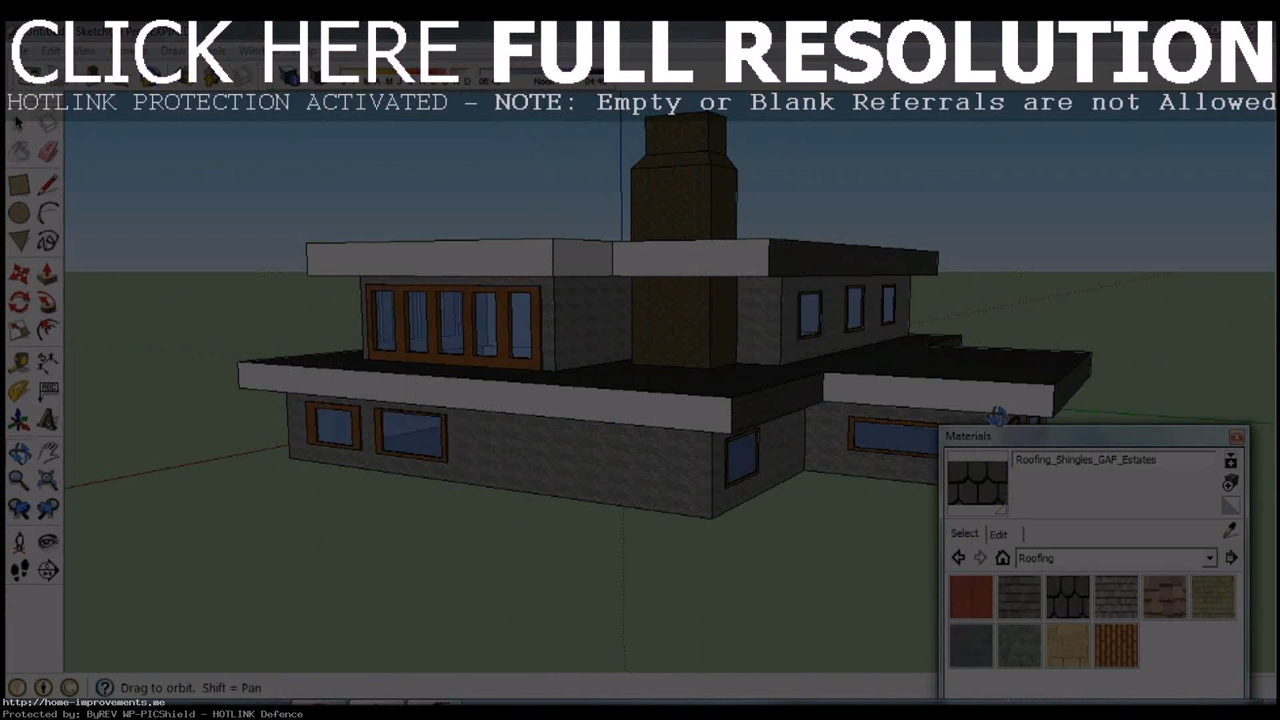 CLICK HERE FULL RESOLUTION
HOTLINK PROTECTION ACTIVATED - NOTE: Empty or Blank Referrals are not Allowed
Materials
Roofing_Shingles_GAF_Estates
Select Edit
Roofing
Drag to orbit. Shift = Pan
http://home-improvements.me
Protected by: ByREV WP-PICShield - HOTLINK Defence